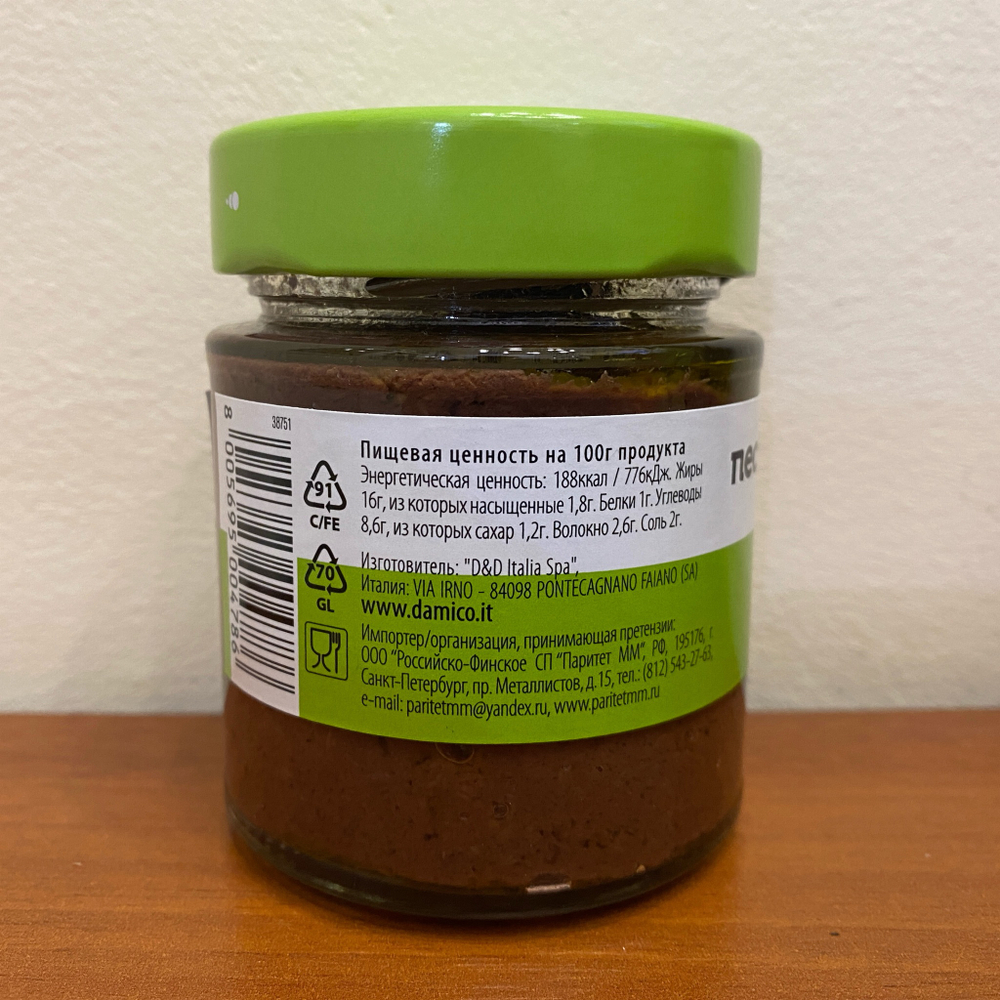 38751
8 005695 004786
91
C/FE
70
GL
Пищевая ценность на 100г продукта
Энергетическая ценность: 188ккал / 776кДж. Жиры
16г, из которых насыщенные 1,8г. Белки 1г. Углеводы
8,6г, из которых сахар 1,2г. Волокно 2,6г. Соль 2г.
Изготовитель: "D&D Italia Spa",
Италия: VIA IRNO - 84098 PONTECAGNANO FAIANO (SA)
www.damico.it
Импортер/организация, принимающая претензии:
ООО "Российско-Финское СП "Паритет ММ", РФ, 195176, г.
Санкт-Петербург, пр. Металлистов, д.15, тел.: (812) 543-27-63,
e-mail: paritetmm@yandex.ru, www.paritetmm.ru